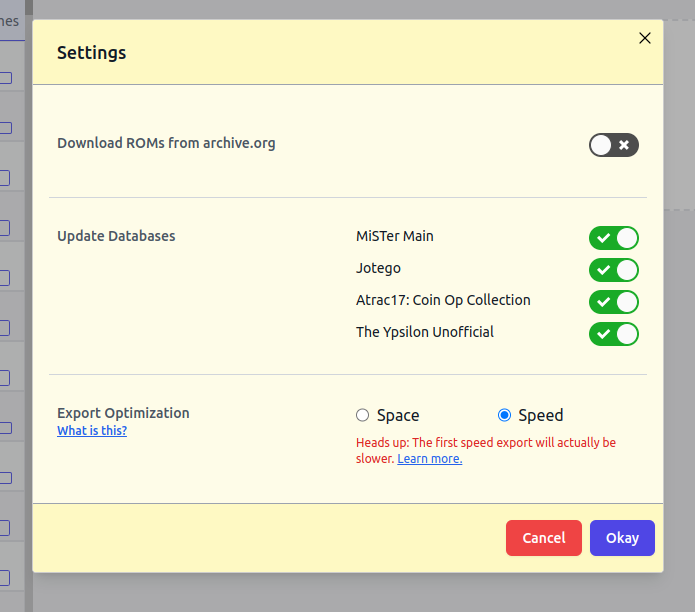 nes
Settings
Download ROMs from archive.org
Update Databases
MiSTer Main
Jotego
Atrac17: Coin Op Collection
The Ypsilon Unofficial
Export Optimization
What is this?
Space
Speed
Heads up: The first speed export will actually be
slower. Learn more.
Cancel
Okay